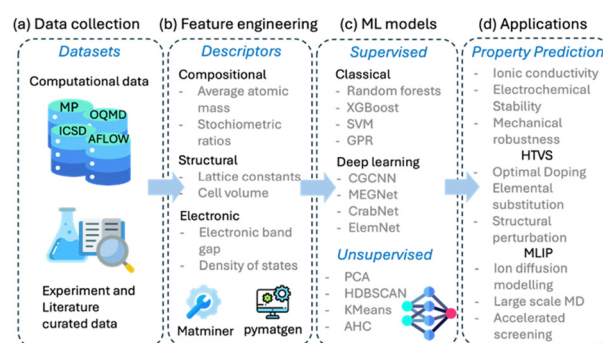 (a) Data collection
Datasets
Computational data
MP
OQMD
ICSD
AFLOW
Experiment and
Literature
curated data
(b) Feature engineering
Descriptors
Compositional
- Average atomic
mass
- Stochiometric
ratios
Structural
- Lattice constants
- Cell volume
Electronic
- Electronic band
gap
- Density of states
Matminer
pymatgen
(c) ML models
Supervised
Classical
- Random forests
- XGBoost
- SVM
- GPR
Deep learning
- CGCNN
- MEGNet
- CrabNet
- ElemNet
Unsupervised
- PCA
- HDBSCAN
- KMeans
- AHC
(d) Applications
Property Prediction
- Ionic conductivity
- Electrochemical
Stability
- Mechanical
robustness
HTVS
- Optimal Doping
- Elemental
substitution
- Structural
perturbation
MLIP
- Ion diffusion
modelling
- Large scale MD
- Accelerated
screening